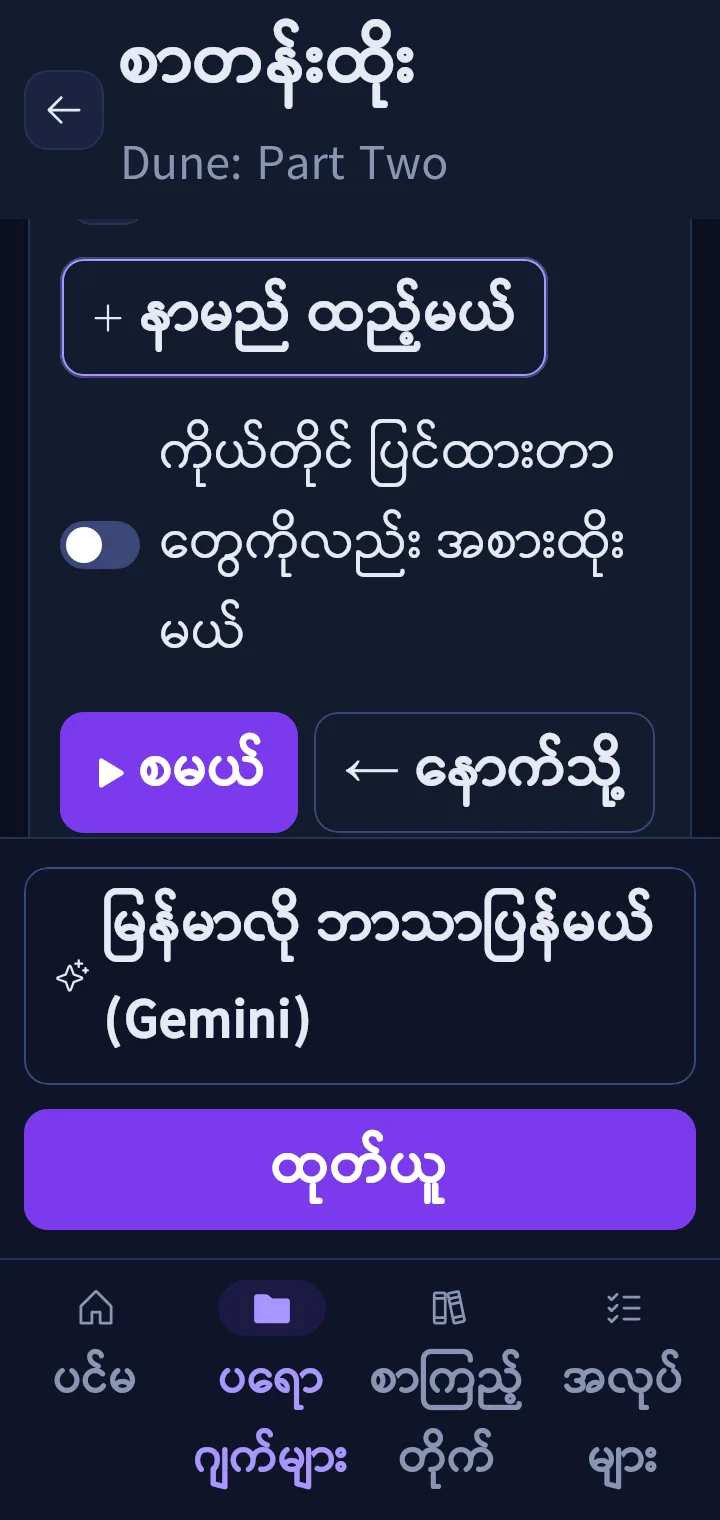 စာတန်းထိုး
Dune: Part Two
+ နာမည် ထည့်မယ်
ကိုယ်တိုင် ပြင်ထားတာ
တွေကိုလည်း အစားထိုး
မယ်
စမယ်
← နောက်သို့
မြန်မာလို ဘာသာပြန်မယ်
(Gemini)
ထုတ်ယူ
ပင်မ
ပရော
ဂျက်များ
စာကြည့်
တိုက်
အလုပ်
များ